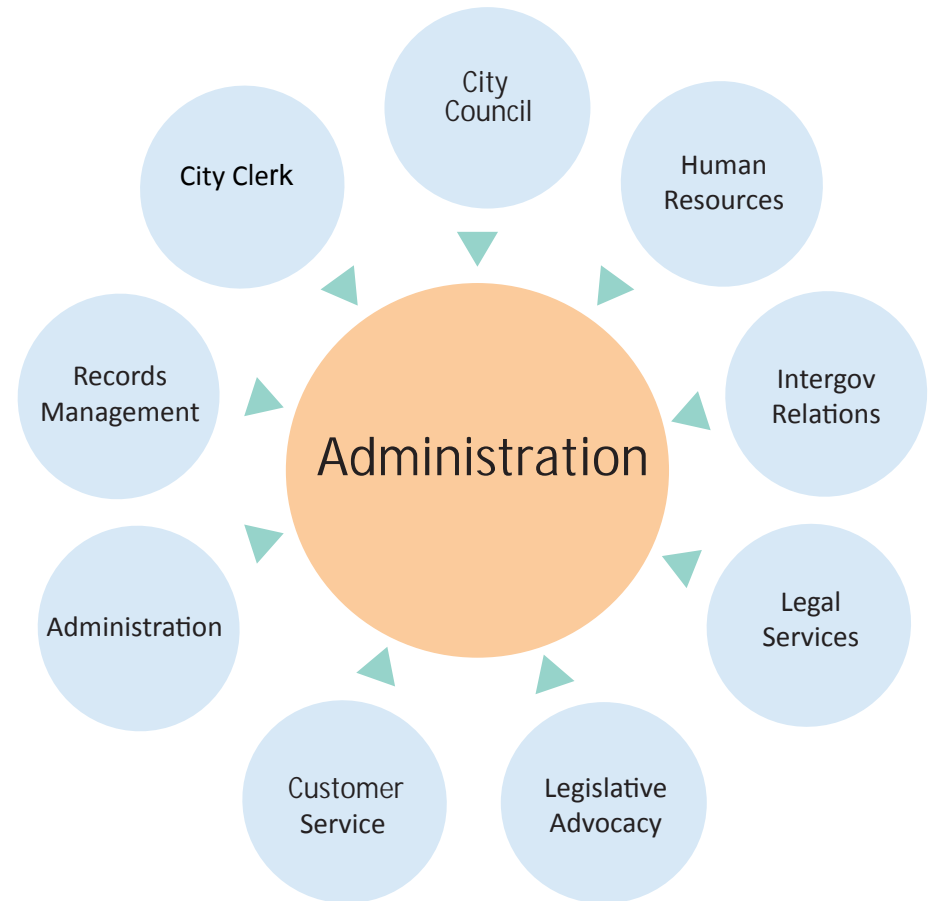 City
Council
City Clerk
Human
Resources
Records
Management
Intergov
Relations
Administration
Administration
Legal
Services
Customer
Service
Legislative
Advocacy